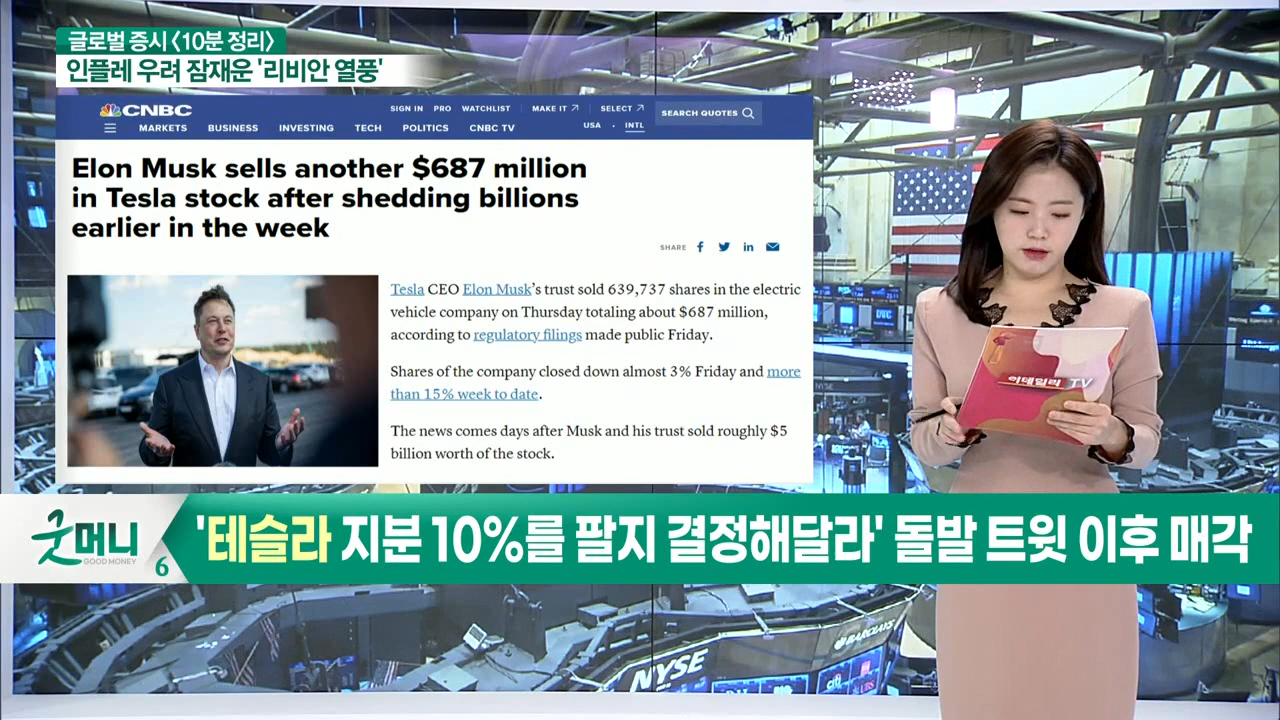 글로벌 증시 <10분 정리>
인플레 우려 잠재운 '리비안 열풍'
CNBC
SIGN IN PRO WATCHLIST MAKE IT SELECT
USA · INTL
SEARCH QUOTES
MARKETS BUSINESS INVESTING TECH POLITICS CNBC TV
Elon Musk sells another $687 million
in Tesla stock after shedding billions
earlier in the week
SHARE
Tesla CEO Elon Musk's trust sold 639,737 shares in the electric
vehicle company on Thursday totaling about $687 million,
according to regulatory filings made public Friday.
Shares of the company closed down almost 3% Friday and more
than 15% week to date.
The news comes days after Musk and his trust sold roughly $5
billion worth of the stock.
이데일리 TV
굿머니
GOOD MONEY
6
'테슬라 지분 10%를 팔지 결정해달라' 돌발 트윗 이후 매각
NYSE
BARCLAYS